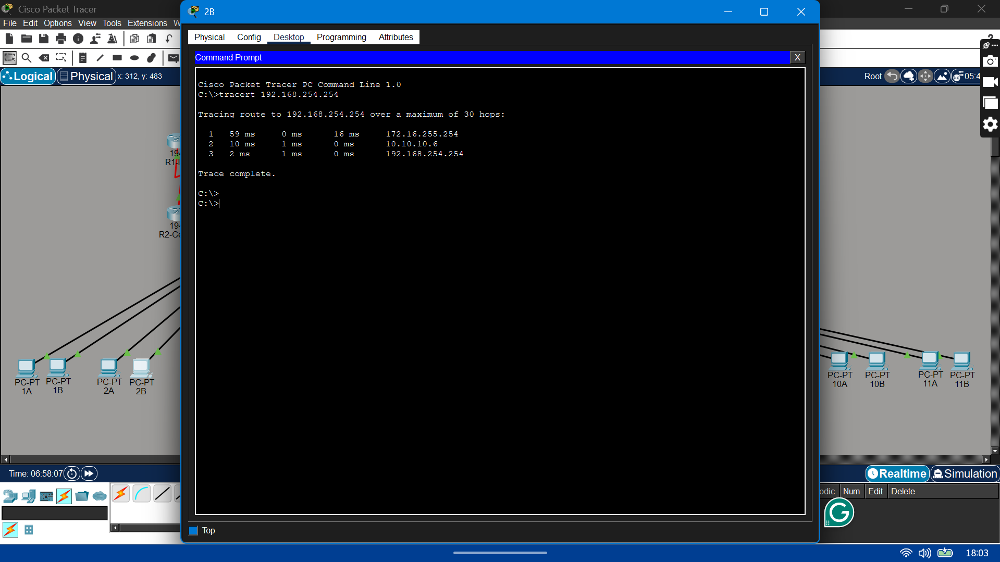 Cisco Packet Tracer
File Edit Options View Tools Extensions W
Logical Physical x: 312, y: 483
2B
Physical Config Desktop Programming Attributes
Command Prompt
X
Cisco Packet Tracer PC Command Line 1.0
C:\>tracert 192.168.254.254
Tracing route to 192.168.254.254 over a maximum of 30 hops:
1 59 ms 0 ms 16 ms 172.16.255.254
2 10 ms 1 ms 0 ms 10.10.10.6
3 2 ms 1 ms 0 ms 192.168.254.254
Trace complete.
C:\>
C:\>
Top
Root 05:4
194
R1-I
194
R2-Ce
PC-PT
1A
PC-PT
1B
PC-PT
2A
PC-PT
2B
PC-PT
10A
PC-PT
10B
PC-PT
11A
PC-PT
11B
Time: 06:58:07
Realtime Simulation
odic Num Edit Delete
G
18:03